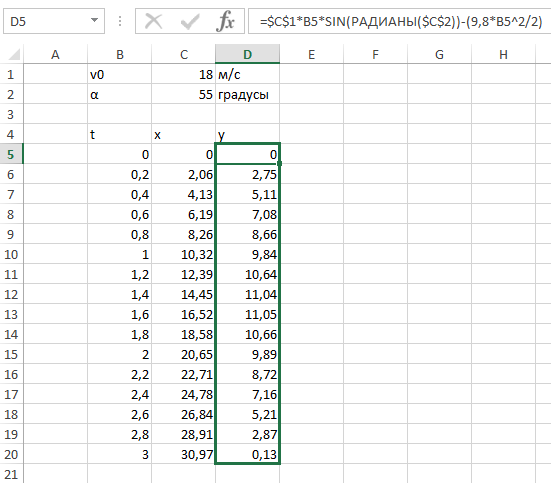 D5 =$C$1*B5*SIN(РАДИАНЫ($C$2))-(9,8*B5^2/2)
A B C D E F G H
1 v0 18 м/с
2 α 55 градусы
3
4 t x y
5 0 0 0
6 0,2 2,06 2,75
7 0,4 4,13 5,11
8 0,6 6,19 7,08
9 0,8 8,26 8,66
10 1 10,32 9,84
11 1,2 12,39 10,64
12 1,4 14,45 11,04
13 1,6 16,52 11,05
14 1,8 18,58 10,66
15 2 20,65 9,89
16 2,2 22,71 8,72
17 2,4 24,78 7,16
18 2,6 26,84 5,21
19 2,8 28,91 2,87
20 3 30,97 0,13
21